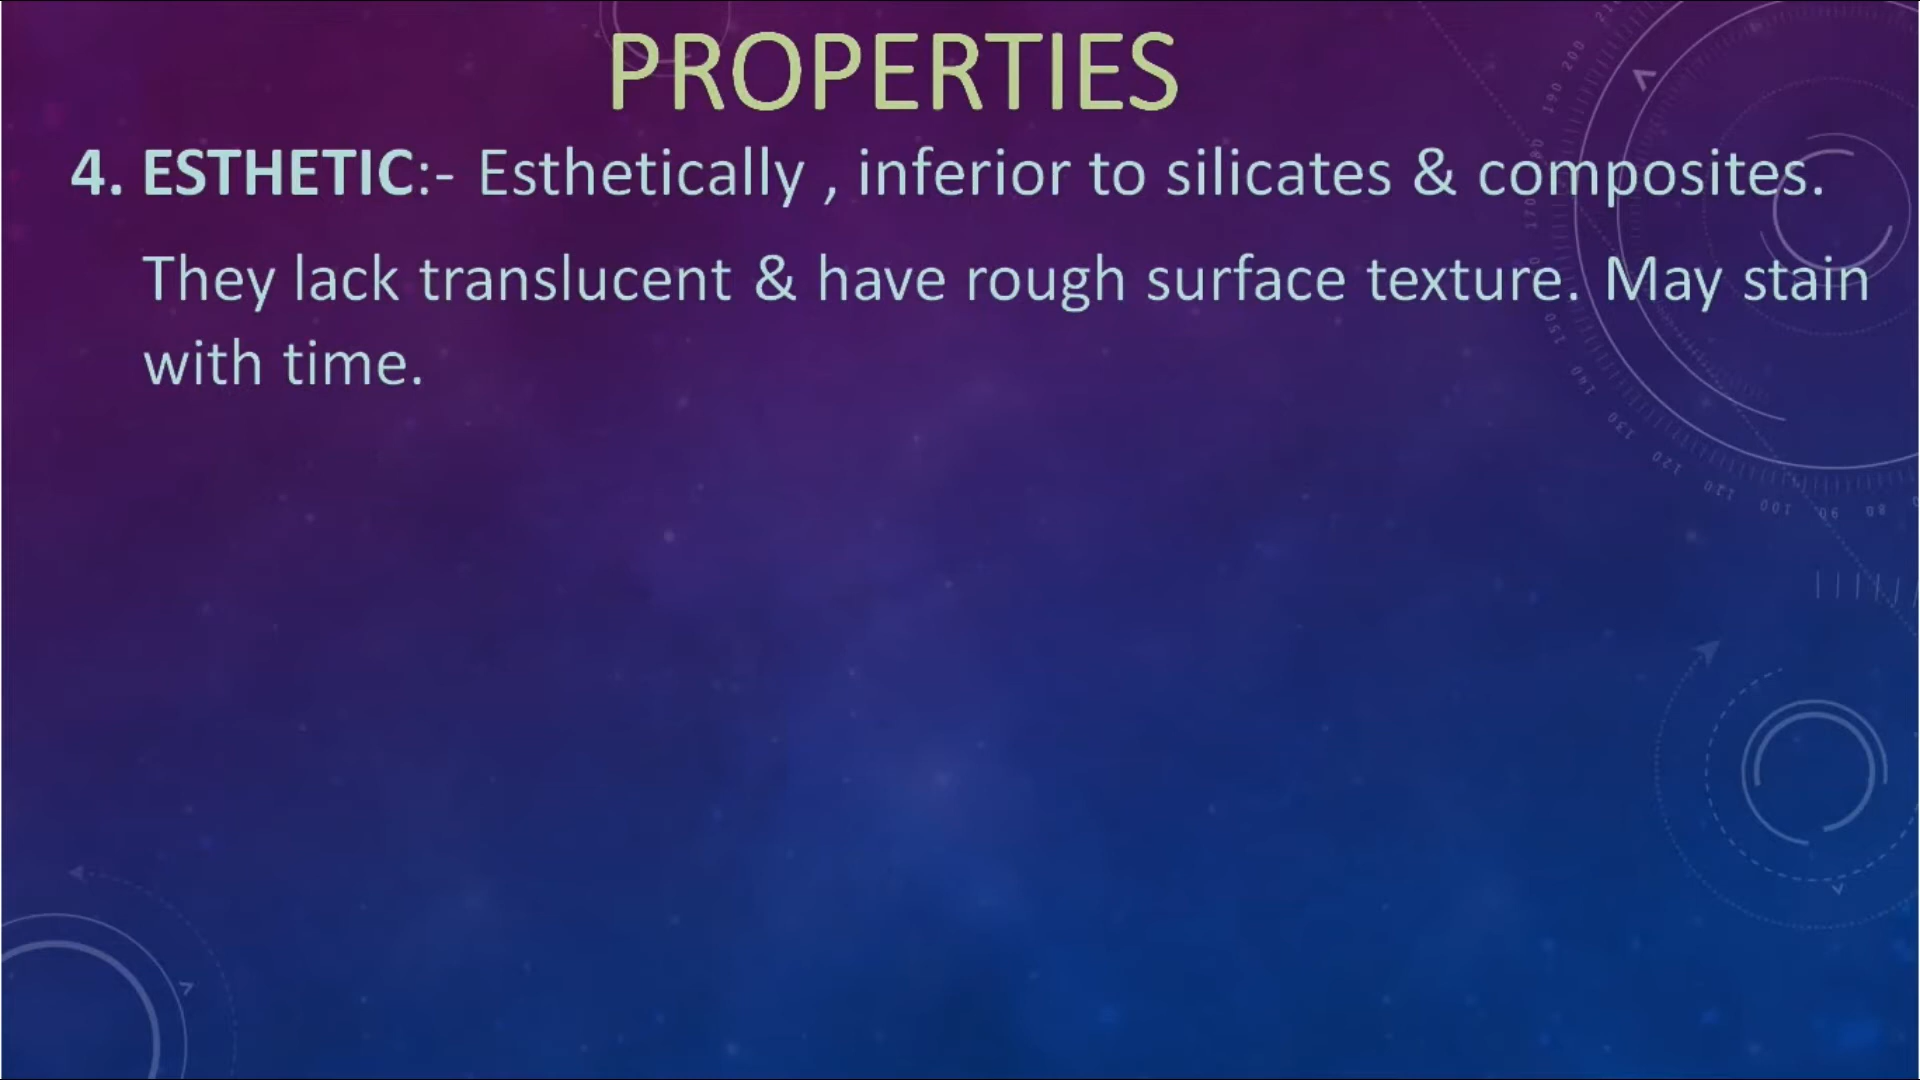 PROPERTIES
4. ESTHETIC:- Esthetically , inferior to silicates & composites.
They lack translucent & have rough surface texture. May stain
with time.